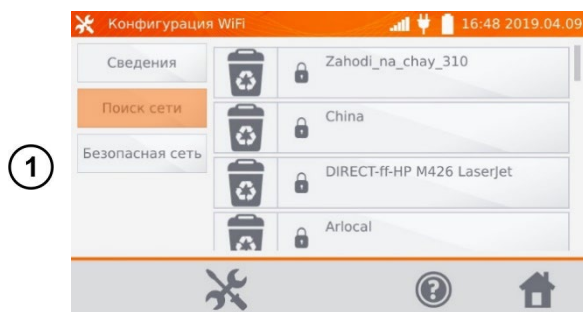 Конфигурация WiFi 16:48 2019.04.09
Сведения
Поиск сети
Безопасная сеть
Zahodi_na_chay_310
China
DIRECT-ff-HP M426 LaserJet
Arlocal
1
?